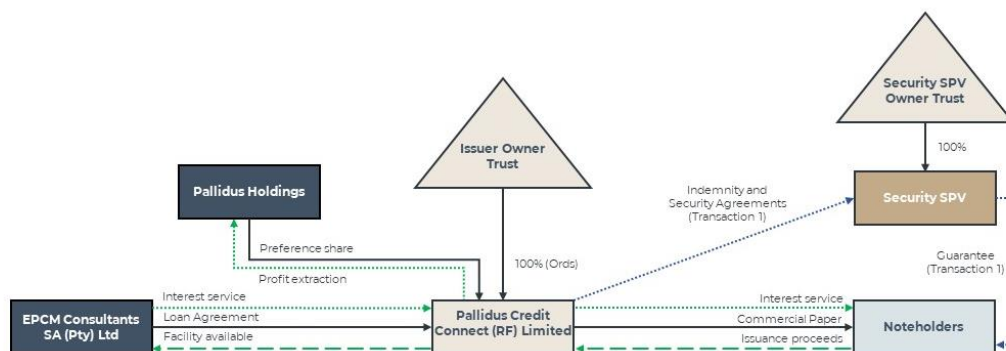 Security SPV
Owner Trust
Issuer Owner
Trust
100%
Pallidus Holdings
Indemnity and
Security Agreements
(Transaction 1)
Security SPV
Preference share
Profit extraction
100% (Ords)
Guarantee
(Transaction 1)
EPCM Consultants
SA (Pty) Ltd
Interest service
Loan Agreement
Facility available
Pallidus Credit
Connect (RF) Limited
Interest service
Commercial Paper
Issuance proceeds
Noteholders